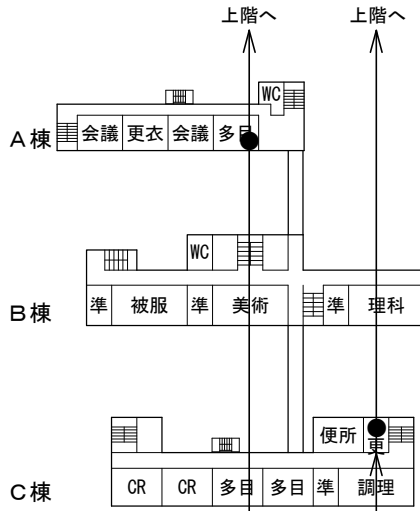 上階へ 上階へ
WC
A棟 会議 更衣 会議 多目
WC
B棟 準 被服 準 美術 準 理科
便所 更
C棟 CR CR 多目 多目 準 調理